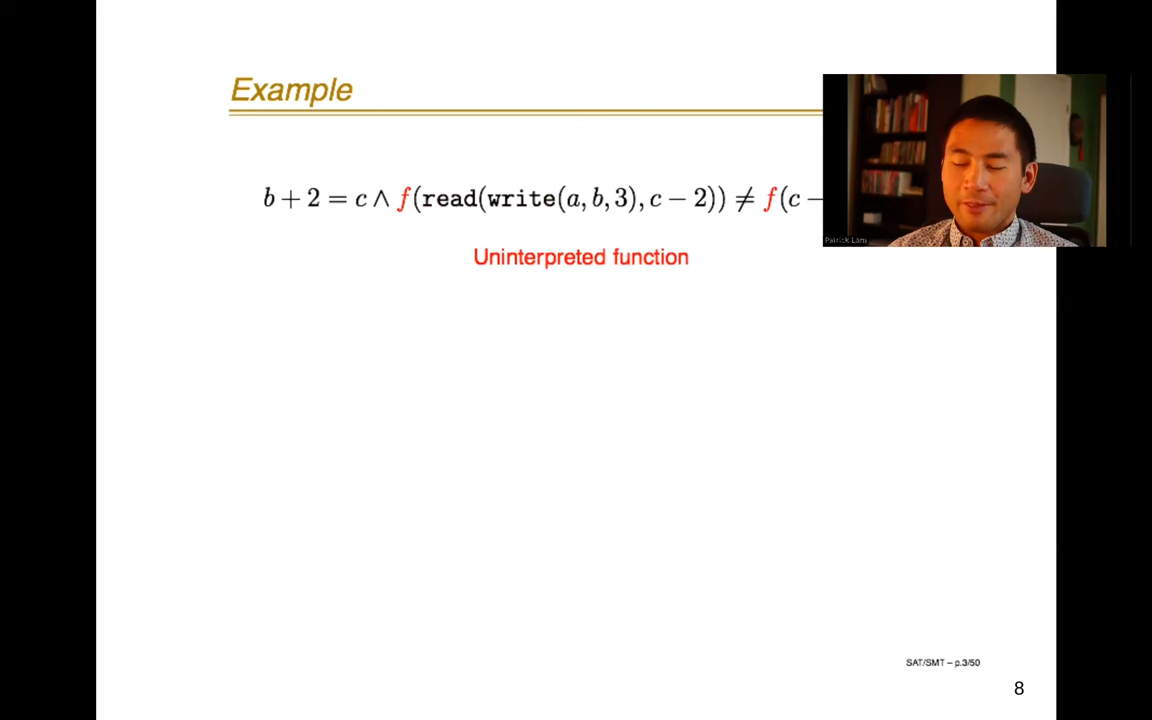 Example
b + 2 = c ∧ f(read(write(a, b, 3), c − 2)) ≠ f(c −
Patrick Lam
Uninterpreted function
SAT/SMT – p.3/50
8